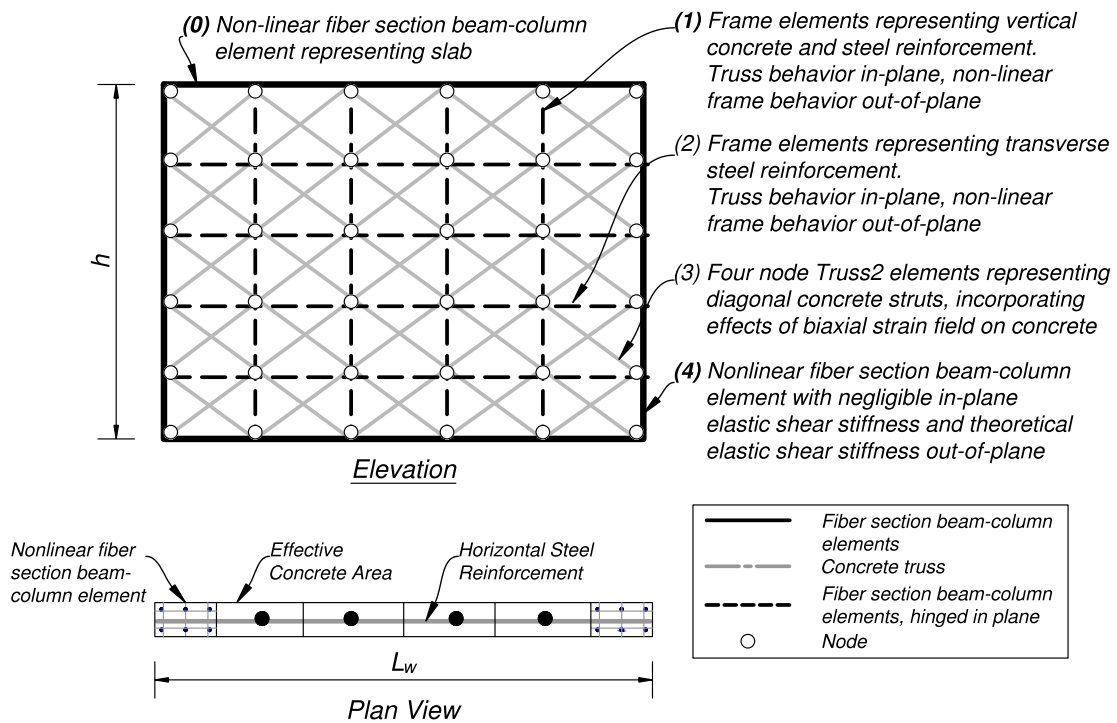 (0) Non-linear fiber section beam-column
element representing slab
(1) Frame elements representing vertical
concrete and steel reinforcement.
Truss behavior in-plane, non-linear
frame behavior out-of-plane
(2) Frame elements representing transverse
steel reinforcement.
Truss behavior in-plane, non-linear
frame behavior out-of-plane
(3) Four node Truss2 elements representing
diagonal concrete struts, incorporating
effects of biaxial strain field on concrete
(4) Nonlinear fiber section beam-column
element with negligible in-plane
elastic shear stiffness and theoretical
elastic shear stiffness out-of-plane
h
Elevation
Nonlinear fiber
section beam-
column element
Effective
Concrete Area
Horizontal Steel
Reinforcement
Lw
Plan View
Fiber section beam-column
elements
Concrete truss
Fiber section beam-column
elements, hinged in plane
Node